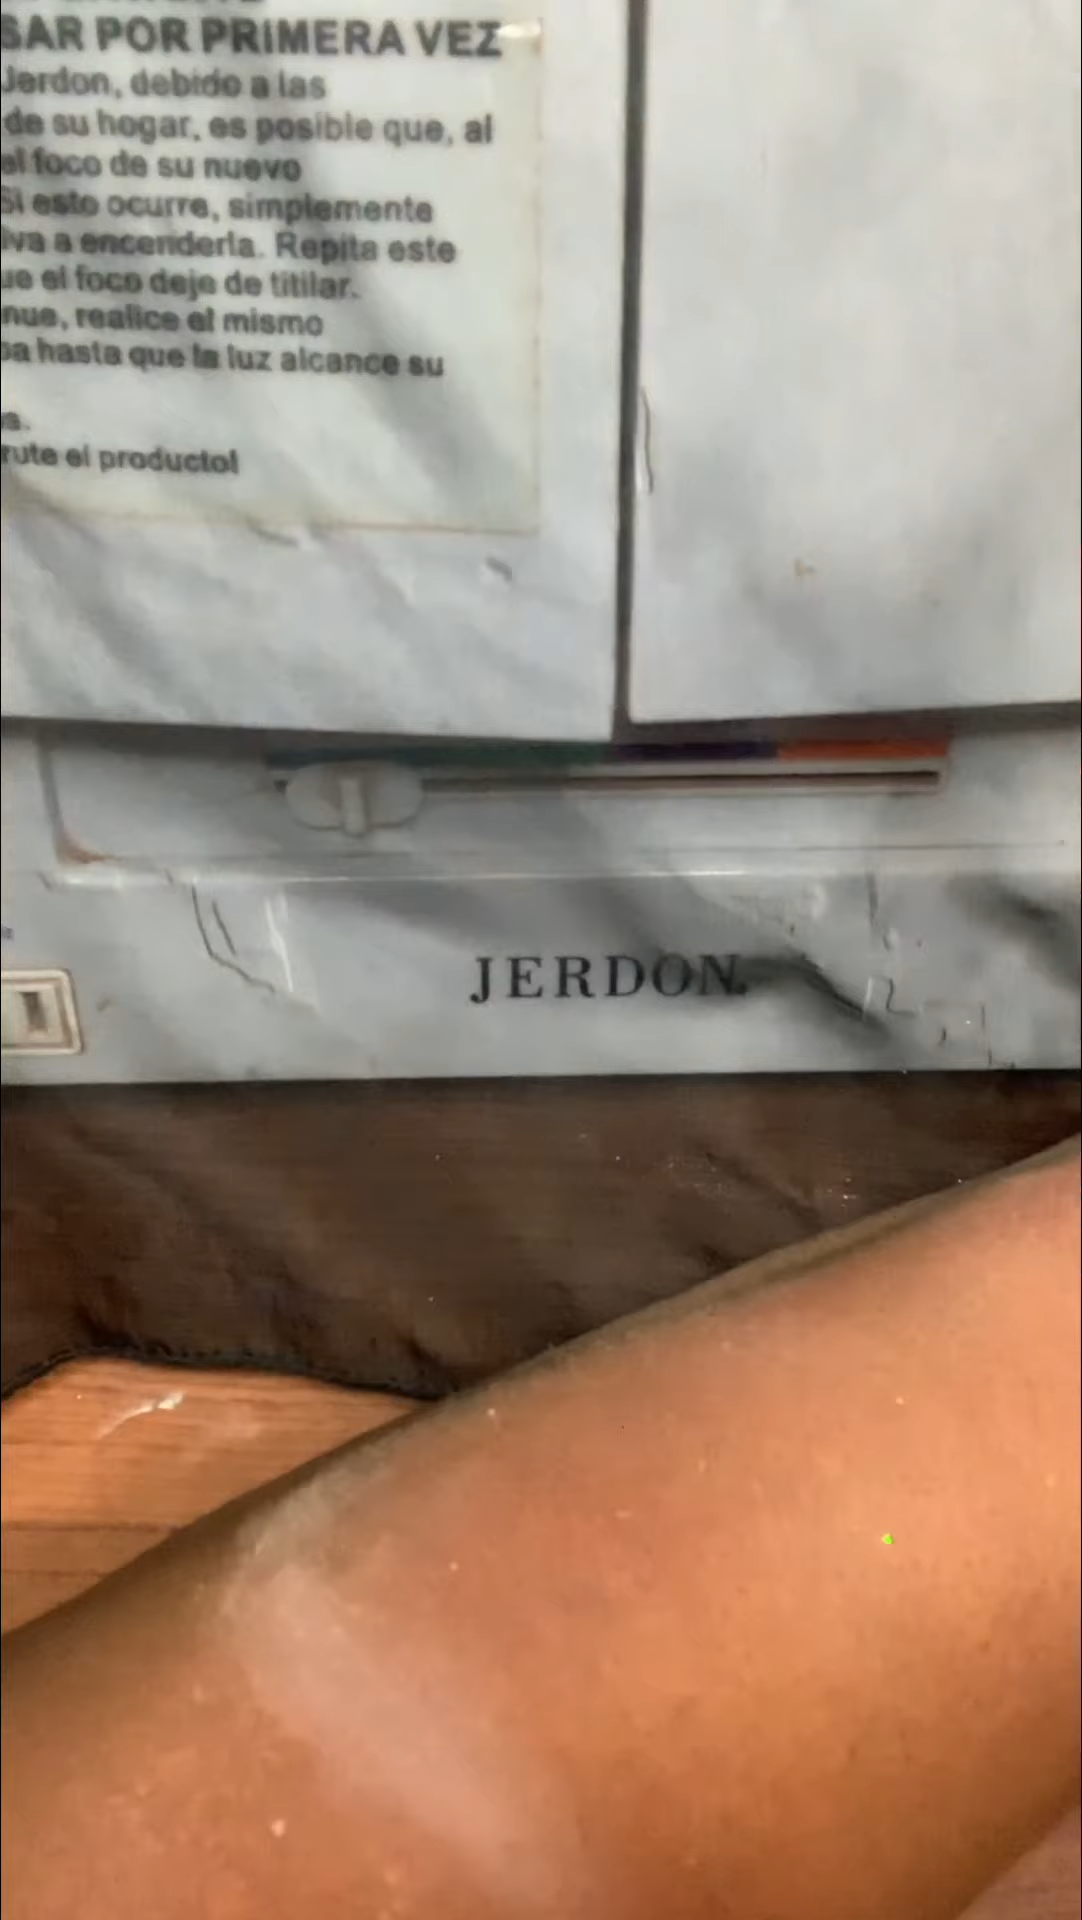 SAR POR PRIMERA VEZ
Jerdon, debido a las
de su hogar, es posible que, al
el foco de su nuevo
Si esto ocurre, simplemente
iva a encenderla. Repita este
ue el foco deje de titilar.
nue, realice el mismo
pa hasta que la luz alcance su
a.
rute el producto!
JERDON.